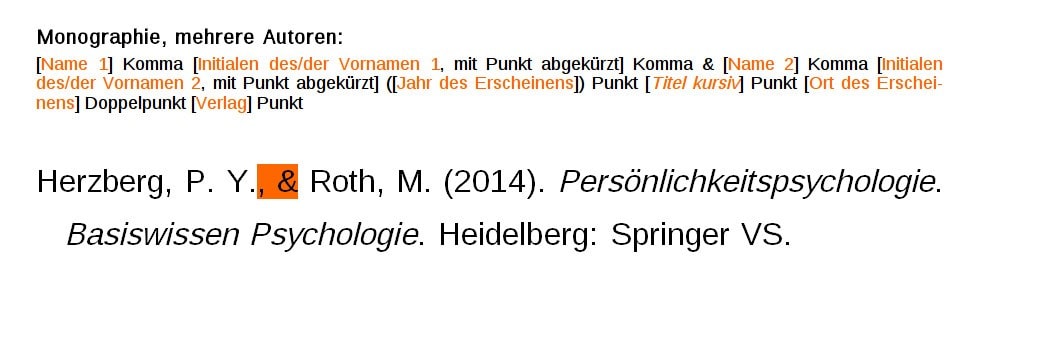 Monographie, mehrere Autoren:
[Name 1] Komma [Initialen des/der Vornamen 1, mit Punkt abgekürzt] Komma & [Name 2] Komma [Initialen
des/der Vornamen 2, mit Punkt abgekürzt] ([Jahr des Erscheinens]) Punkt [Titel kursiv] Punkt [Ort des Erschei-
nens] Doppelpunkt [Verlag] Punkt
Herzberg, P. Y., & Roth, M. (2014). Persönlichkeitspsychologie.
Basiswissen Psychologie. Heidelberg: Springer VS.